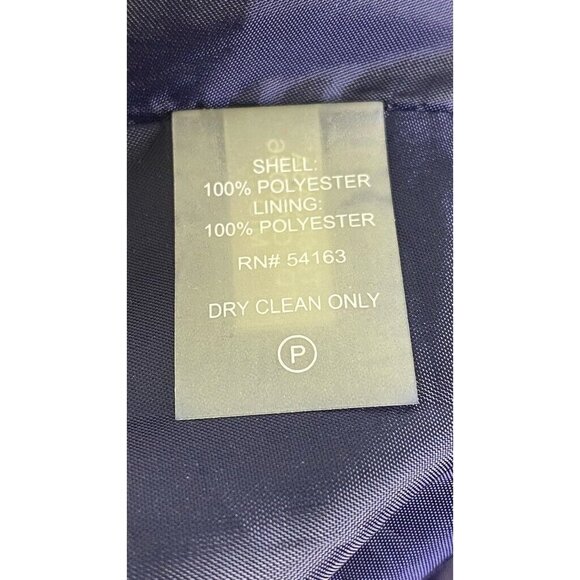 SHELL:
100% POLYESTER
LINING:
100% POLYESTER
RN# 54163
DRY CLEAN ONLY
P